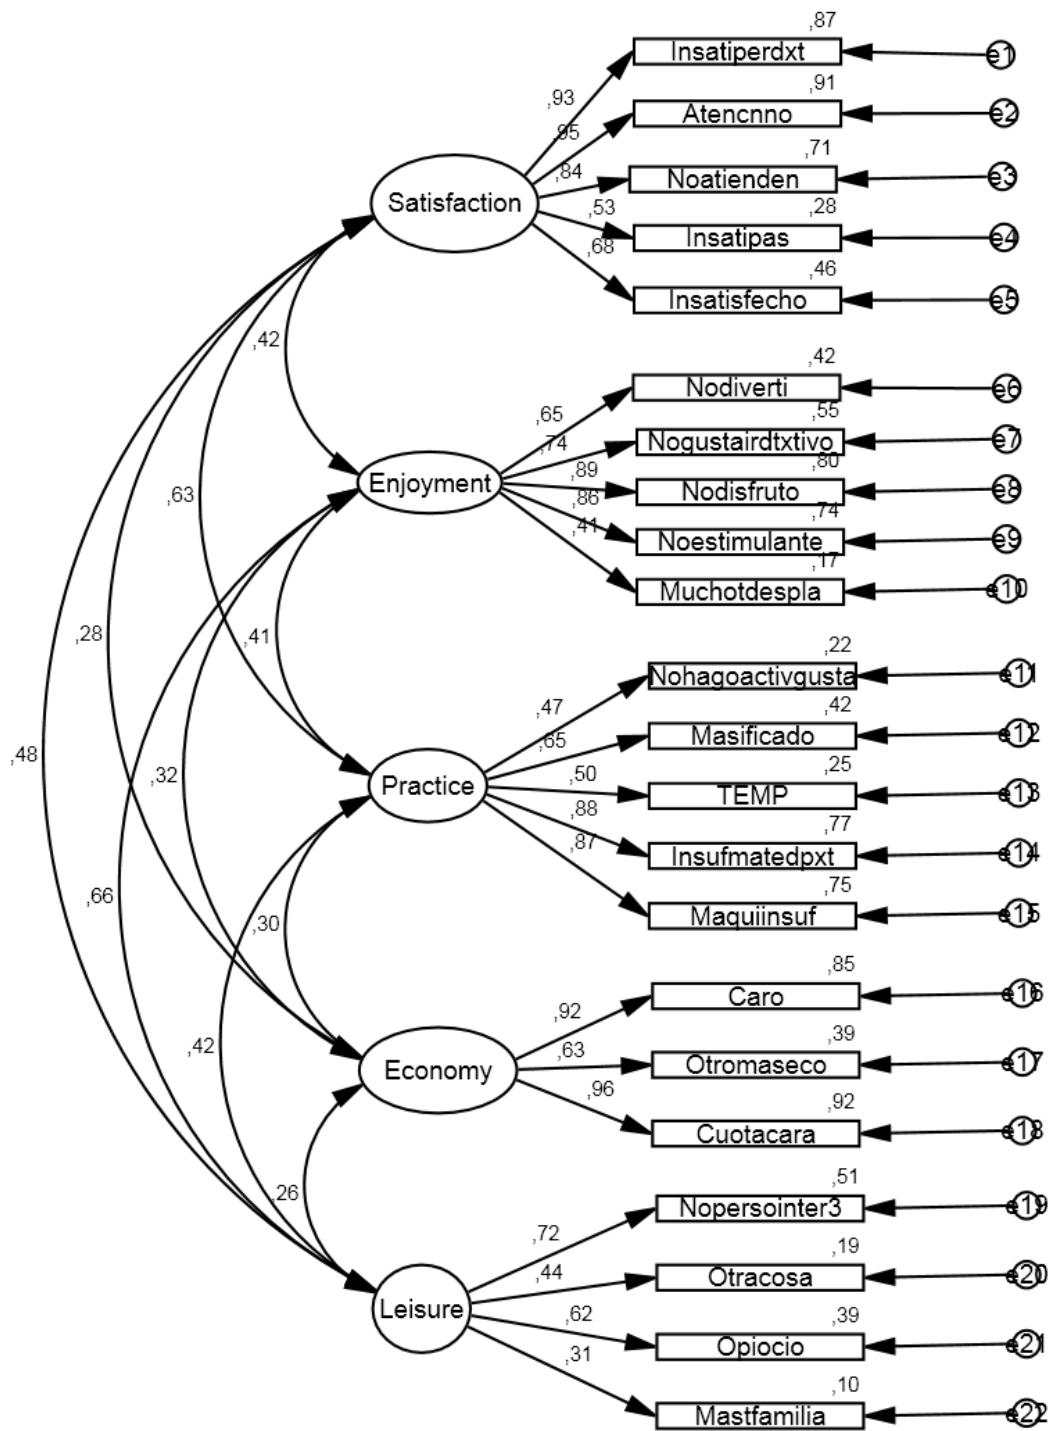 ,87
Insatiperdxt
e1
,93
,91
Atencnno
e2
,95
,71
Noatienden
e3
,84
Satisfaction
,28
Insatipas
e4
,53
,46
Insatisfecho
e5
,68
,42
,42
Nodiverti
e6
,65
,55
Nogustairdtxtivo
e7
,74
,80
Nodisfruto
e8
,89
Enjoyment
,74
Noestimulante
e9
,86
,17
Muchotdespla
e10
,41
,63
,28
,41
,22
Nohagoactivgusta
e11
,47
,42
Masificado
e12
,65
,25
TEMP
e13
,50
Practice
,77
Insufmatedpxt
e14
,88
,75
Maquiinsuf
e15
,87
,48
,32
,66
,30
,85
Caro
e16
,92
,39
Otromaseco
e17
,63
Economy
,92
Cuotacara
e18
,96
,42
,26
,51
Nopersointer3
e19
,72
,19
Otracosa
e20
,44
Leisure
,39
Opiocio
e21
,62
,10
Mastfamilia
e22
,31